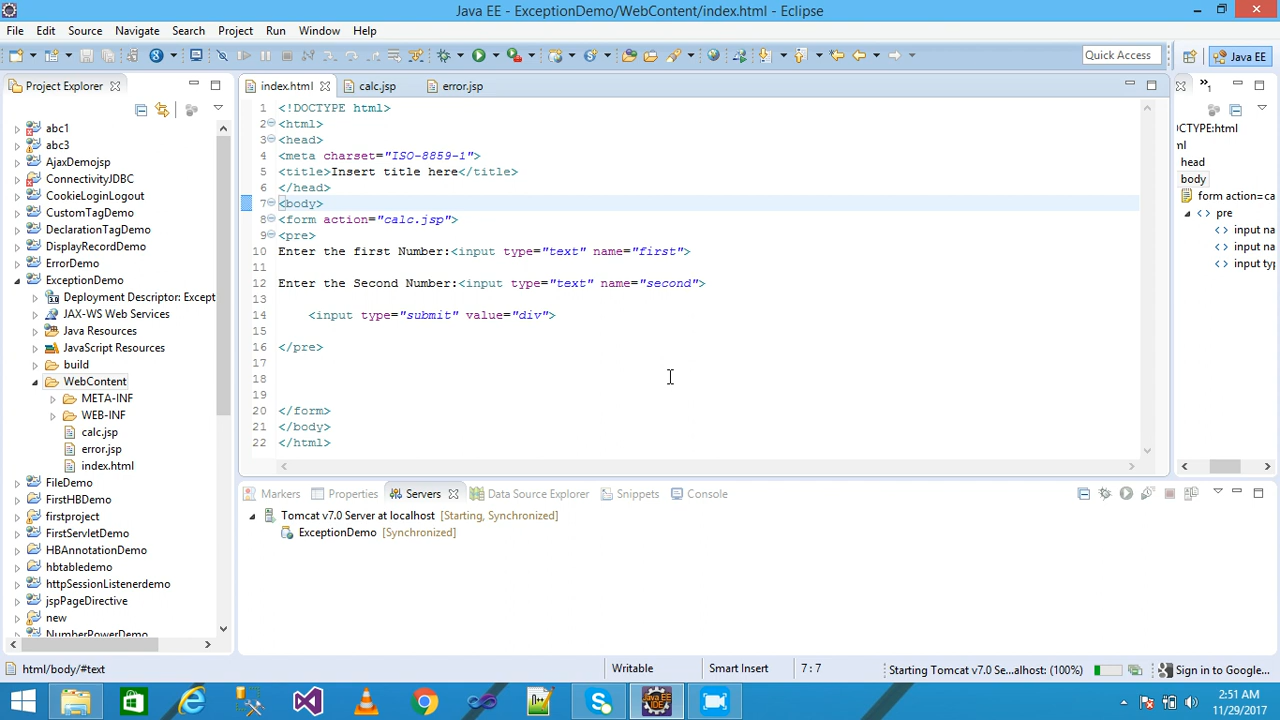 Java EE - ExceptionDemo/WebContent/index.html - Eclipse
File Edit Source Navigate Search Project Run Window Help
Quick Access
Java EE
Project Explorer
abc1
abc3
AjaxDemojsp
ConnectivityJDBC
CookieLoginLogout
CustomTagDemo
DeclarationTagDemo
DisplayRecordDemo
ErrorDemo
ExceptionDemo
Deployment Descriptor: Except
JAX-WS Web Services
Java Resources
JavaScript Resources
build
WebContent
META-INF
WEB-INF
calc.jsp
error.jsp
index.html
FileDemo
FirstHBDemo
firstproject
FirstServletDemo
HBAnnotationDemo
hbtabledemo
httpSessionListenerdemo
jspPageDirective
new
NumberPowerDemo
index.html calc.jsp error.jsp
1 <!DOCTYPE html>
2 <html>
3 <head>
4 <meta charset="ISO-8859-1">
5 <title>Insert title here</title>
6 </head>
7 <body>
8 <form action="calc.jsp">
9 <pre>
10 Enter the first Number:<input type="text" name="first">
11
12 Enter the Second Number:<input type="text" name="second">
13
14 <input type="submit" value="div">
15
16 </pre>
17
18
19
20 </form>
21 </body>
22 </html>
»1
CTYPE:html
head
body
form action=ca
pre
input na
input na
input typ
Markers Properties Servers Data Source Explorer Snippets Console
Tomcat v7.0 Server at localhost [Starting, Synchronized]
ExceptionDemo [Synchronized]
html/body/#text
Writable
Smart Insert
7 : 7
Starting Tomcat v7.0 Se...alhost: (100%)
Sign in to Google...
2:51 AM
11/29/2017